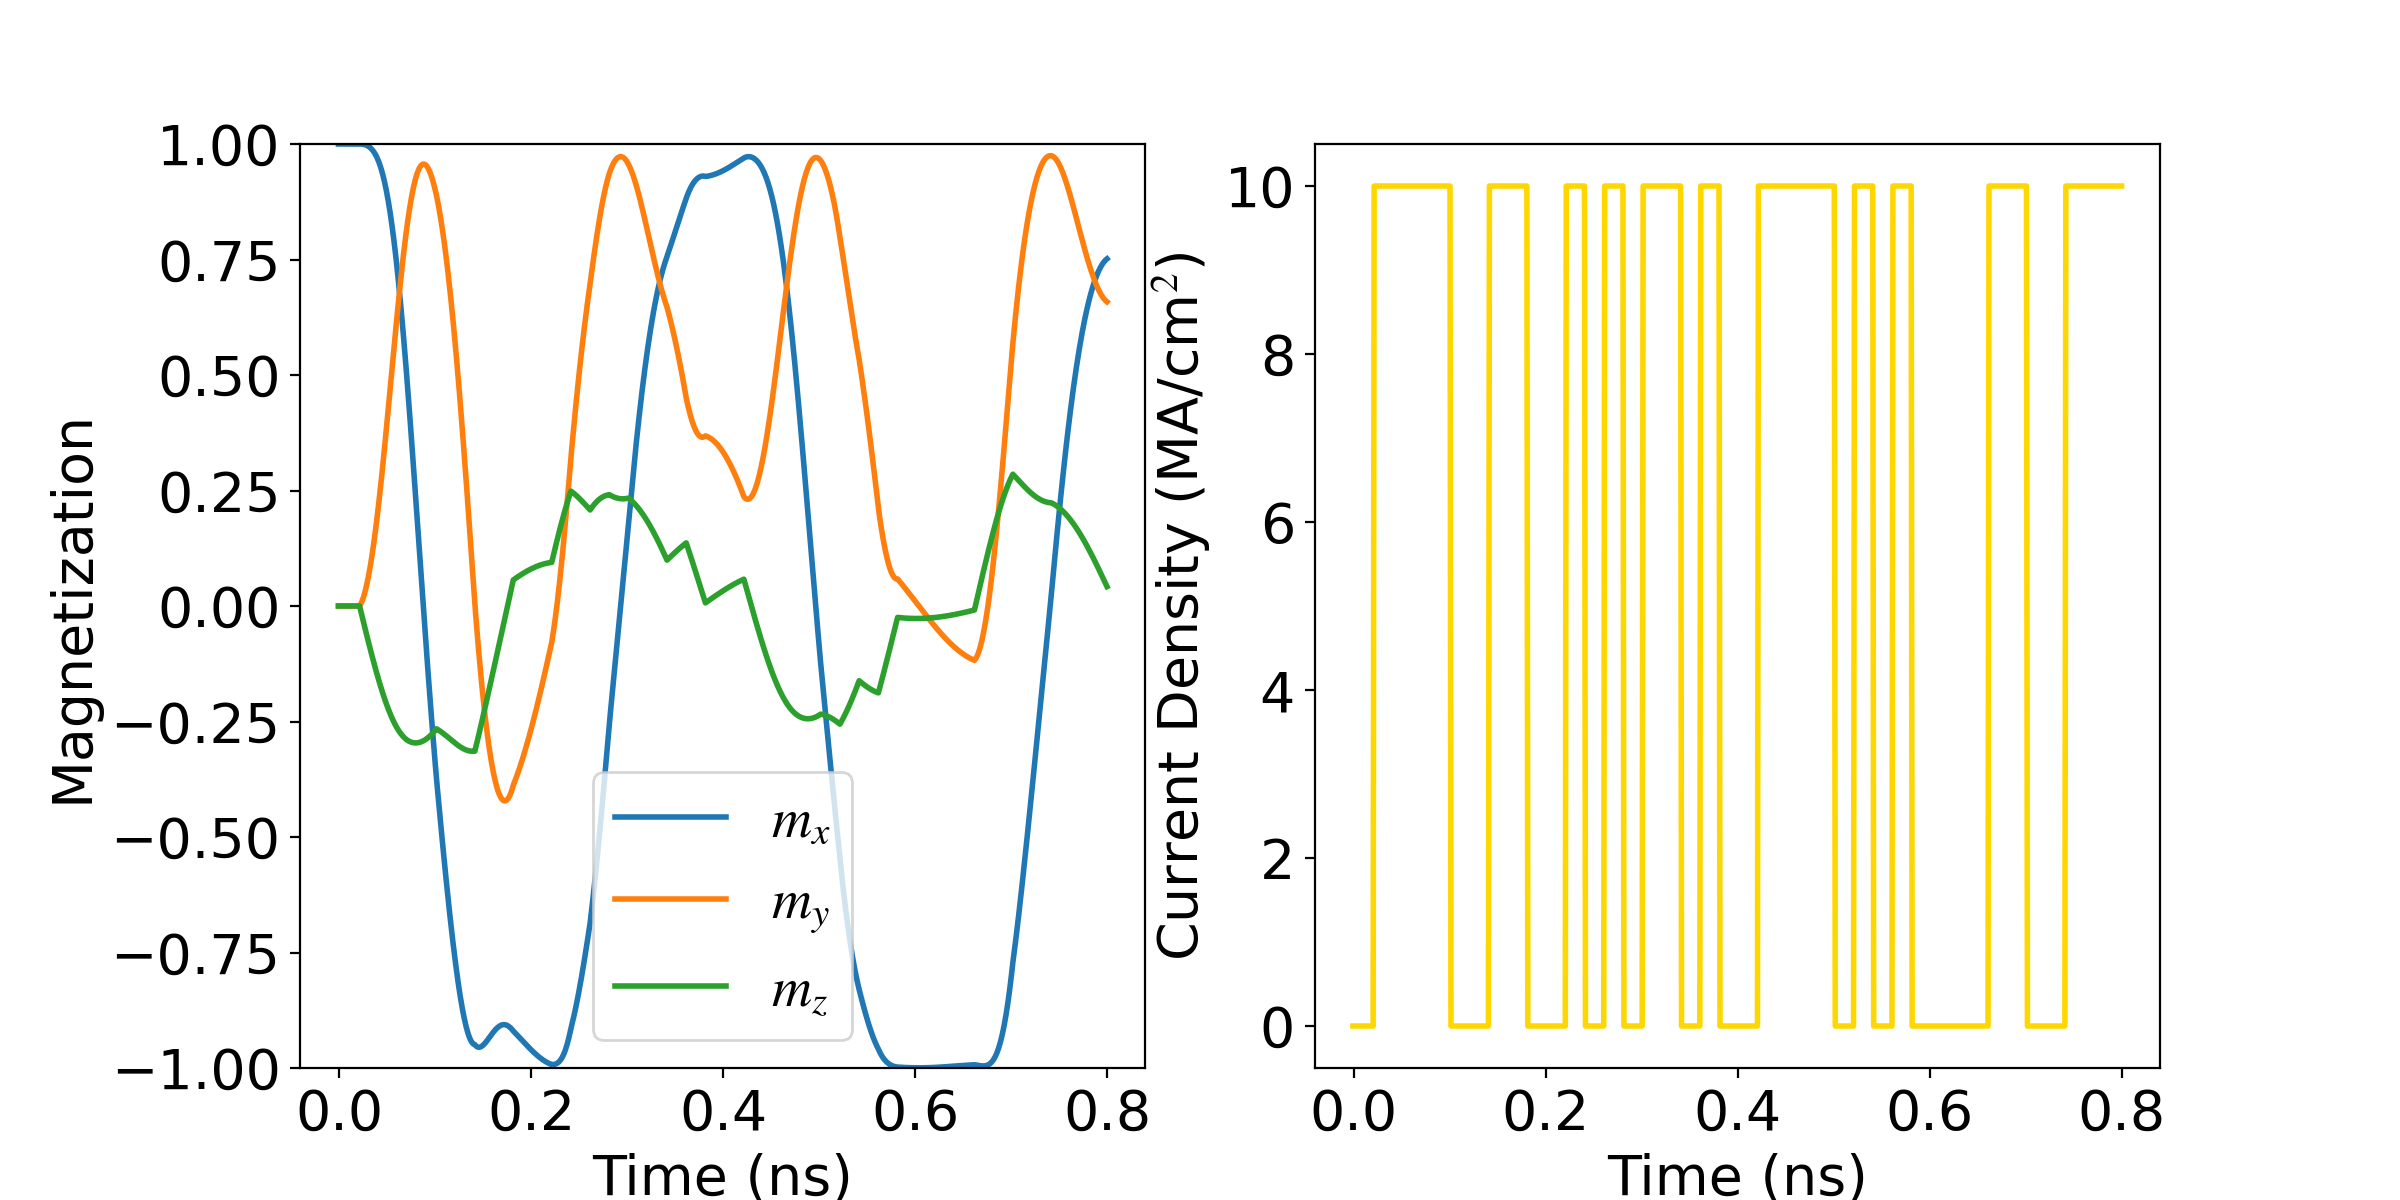 Magnetization
1.00
0.75
0.50
0.25
0.00
−0.25
−0.50
−0.75
−1.00
0.0 0.2 0.4 0.6 0.8
Time (ns)
m_x
m_y
m_z
Current Density (MA/cm²)
10
8
6
4
2
0
0.0 0.2 0.4 0.6 0.8
Time (ns)